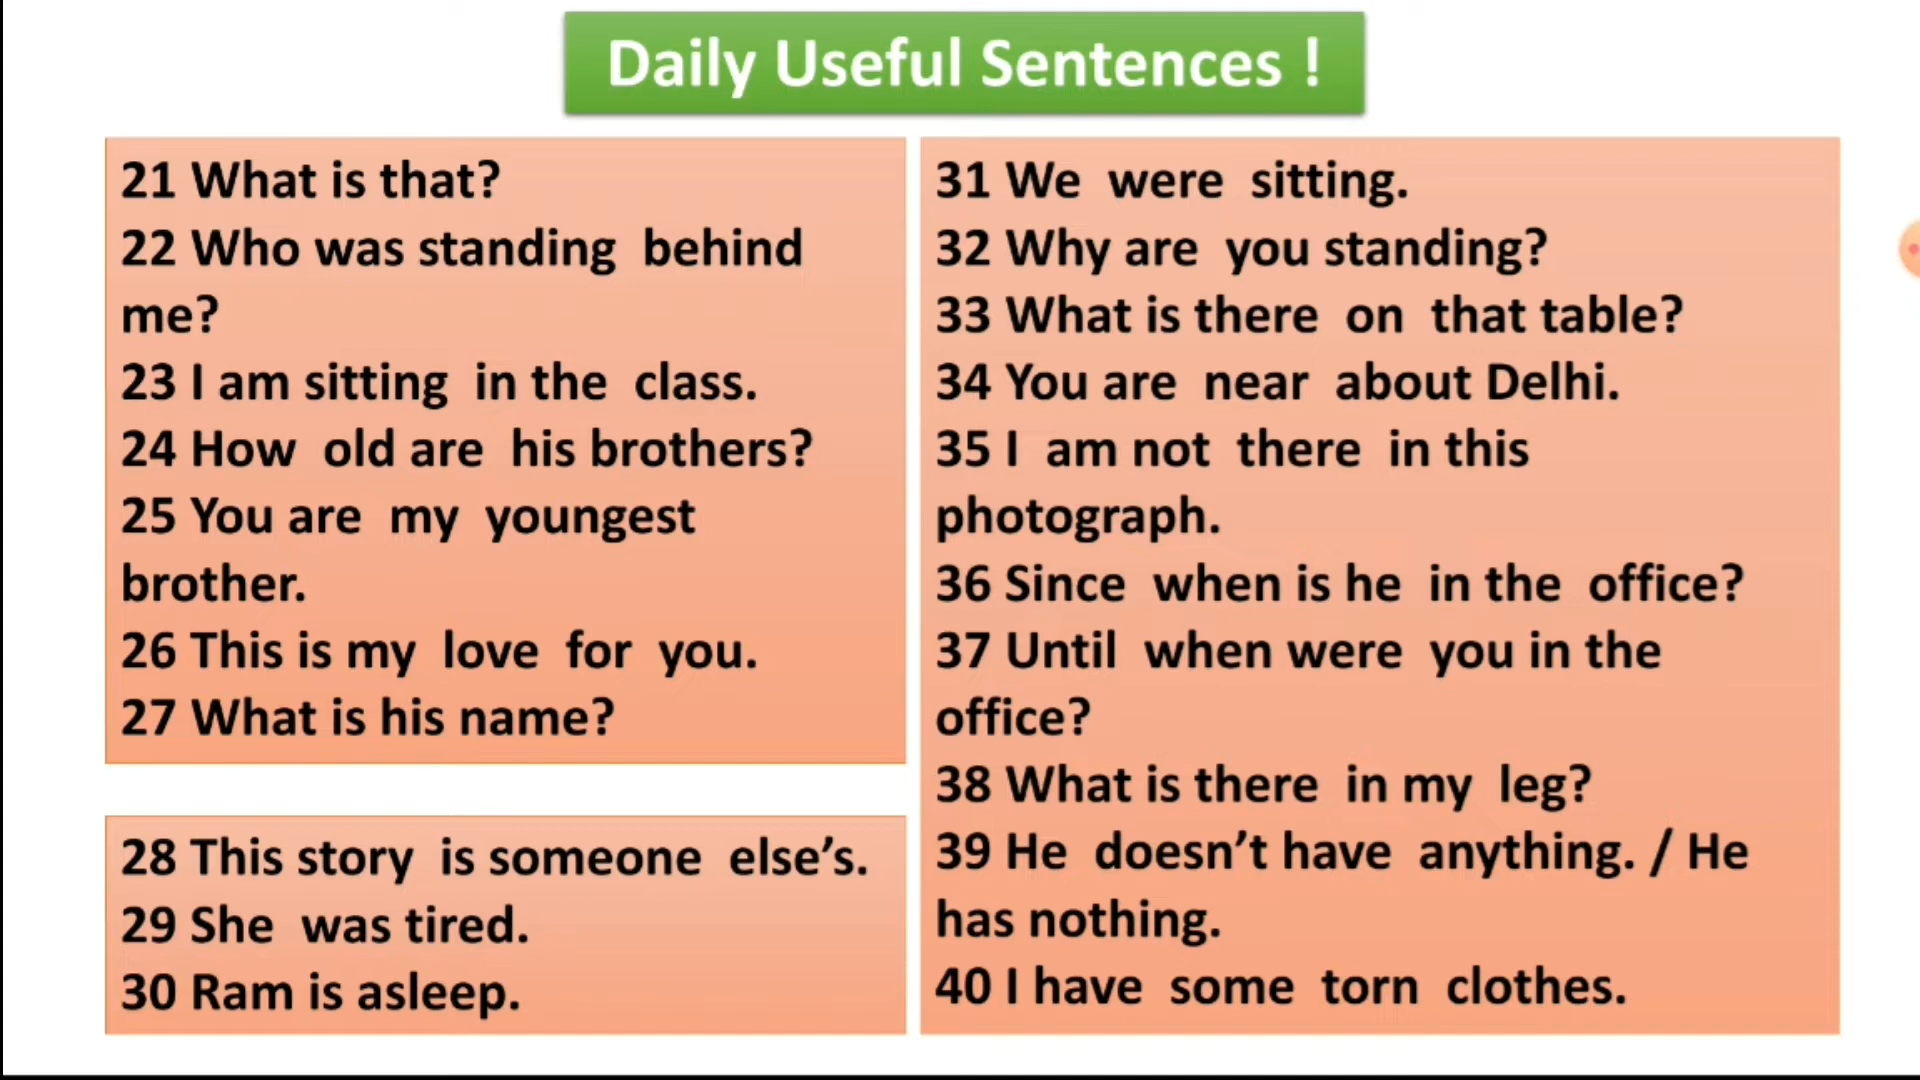 Daily Useful Sentences !
21 What is that?
22 Who was standing behind
me?
23 I am sitting in the class.
24 How old are his brothers?
25 You are my youngest
brother.
26 This is my love for you.
27 What is his name?
28 This story is someone else’s.
29 She was tired.
30 Ram is asleep.
31 We were sitting.
32 Why are you standing?
33 What is there on that table?
34 You are near about Delhi.
35 I am not there in this
photograph.
36 Since when is he in the office?
37 Until when were you in the
office?
38 What is there in my leg?
39 He doesn’t have anything. / He
has nothing.
40 I have some torn clothes.